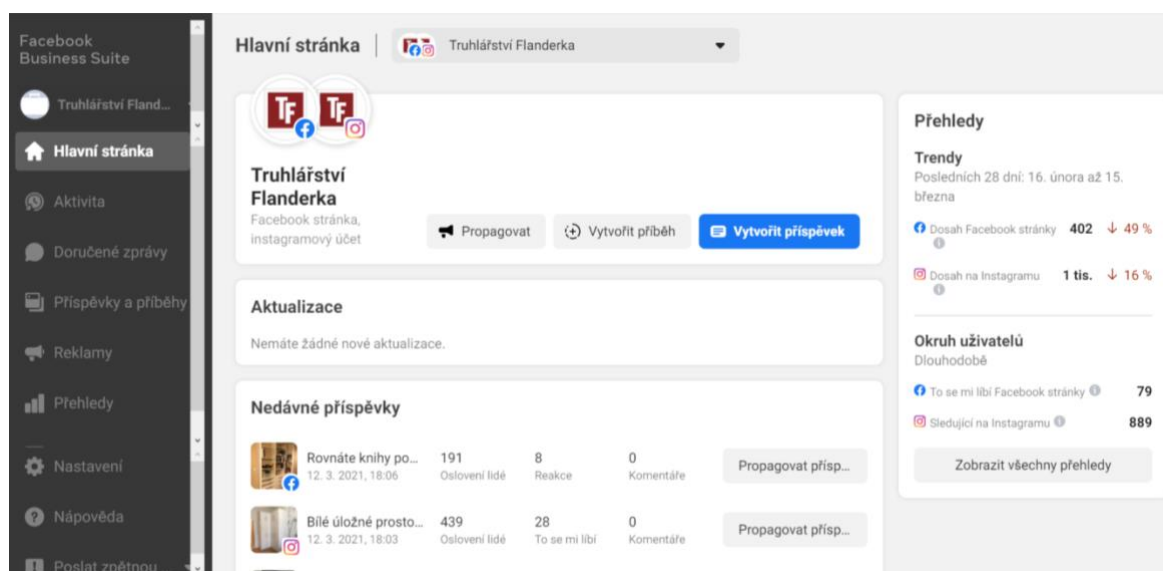 Facebook
Business Suite
Truhlářství Fland...
Hlavní stránka
Aktivita
Doručené zprávy
Příspěvky a příběhy
Reklamy
Přehledy
Nastavení
Nápověda
Poslat zpětnou
Hlavní stránka
Truhlářství Flanderka
TF TF
Truhlářství
Flanderka
Facebook stránka,
instagramový účet
Propagovat
Vytvořit příběh
Vytvořit příspěvek
Aktualizace
Nemáte žádné nové aktualizace.
Nedávné příspěvky
Rovnáte knihy po... 191 8 0
12. 3. 2021, 18:06 Oslovení lidé Reakce Komentáře
Propagovat přísp...
Bílé úložné prosto... 439 28 0
12. 3. 2021, 18:03 Oslovení lidé To se mi líbí Komentáře
Propagovat přísp...
Přehledy
Trendy
Posledních 28 dní: 16. února až 15.
března
Dosah Facebook stránky 402 ↓ 49 %
Dosah na Instagramu 1 tis. ↓ 16 %
Okruh uživatelů
Dlouhodobě
To se mi líbí Facebook stránky 79
Sledující na Instagramu 889
Zobrazit všechny přehledy